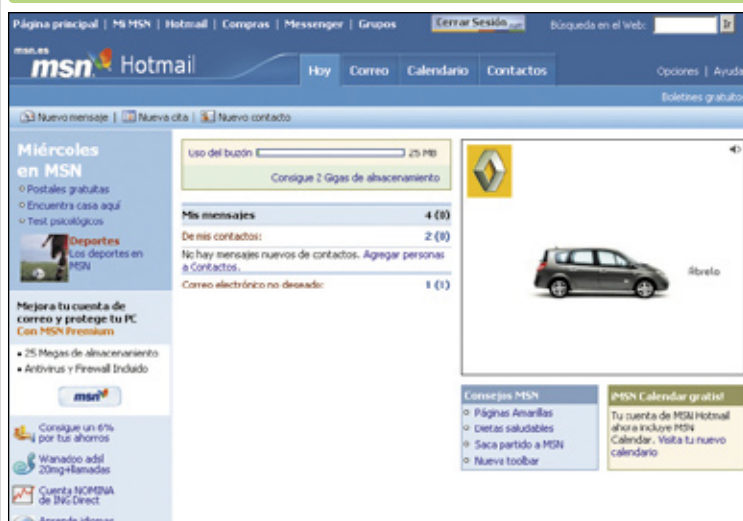 Página principal | Mi MSN | Hotmail | Compras | Messenger | Grupos
Cerrar Sesión
Búsqueda en el Web:
Ir
msn.es
msn Hotmail
Hoy Correo Calendario Contactos
Opciones | Ayuda
Boletines gratuitos
Nuevo mensaje | Nueva cita | Nuevo contacto
Miércoles
en MSN
Postales gratuitas
Encuentra casa aquí
Test psicológicos
Deportes
Los deportes en
MSN
Mejora tu cuenta de
correo y protege tu PC
Con MSN Premium
25 Megas de almacenamiento
Antivirus y Firewall Incluido
msn
Consigue un 6%
por tus ahorros
Wanadoo adsl
20mg+llamadas
Cuenta NOMINA
de ING Direct
Aprende idiomas
Uso del buzón 25 MB
Consigue 2 Gigas de almacenamiento
Mis mensajes 4 (0)
De mis contactos: 2 (0)
No hay mensajes nuevos de contactos. Agregar personas
a Contactos.
Correo electrónico no deseado: 1 (1)
Ábrelo
Consejos MSN
Páginas Amarillas
Dietas saludables
Saca partido a MSN
Nueva toolbar
¡MSN Calendar gratis!
Tu cuenta de MSN Hotmail
ahora incluye MSN
Calendar. Visita tu nuevo
calendario